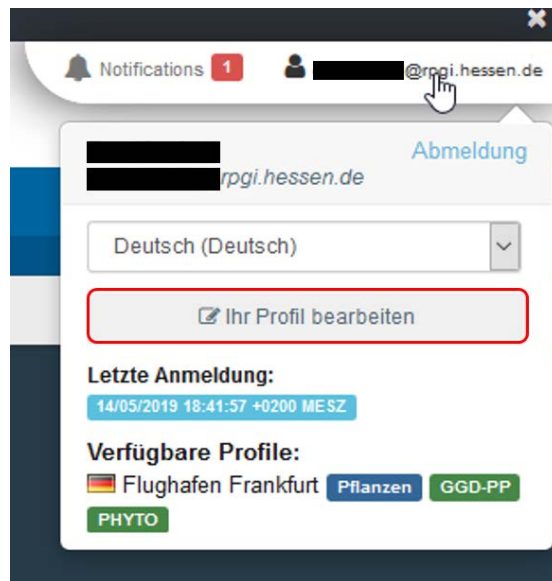 Notifications 1 @rpgi.hessen.de
Abmeldung
rpgi.hessen.de
Deutsch (Deutsch)
Ihr Profil bearbeiten
Letzte Anmeldung:
14/05/2019 18:41:57 +0200 MESZ
Verfügbare Profile:
Flughafen Frankfurt Pflanzen GGD-PP
PHYTO